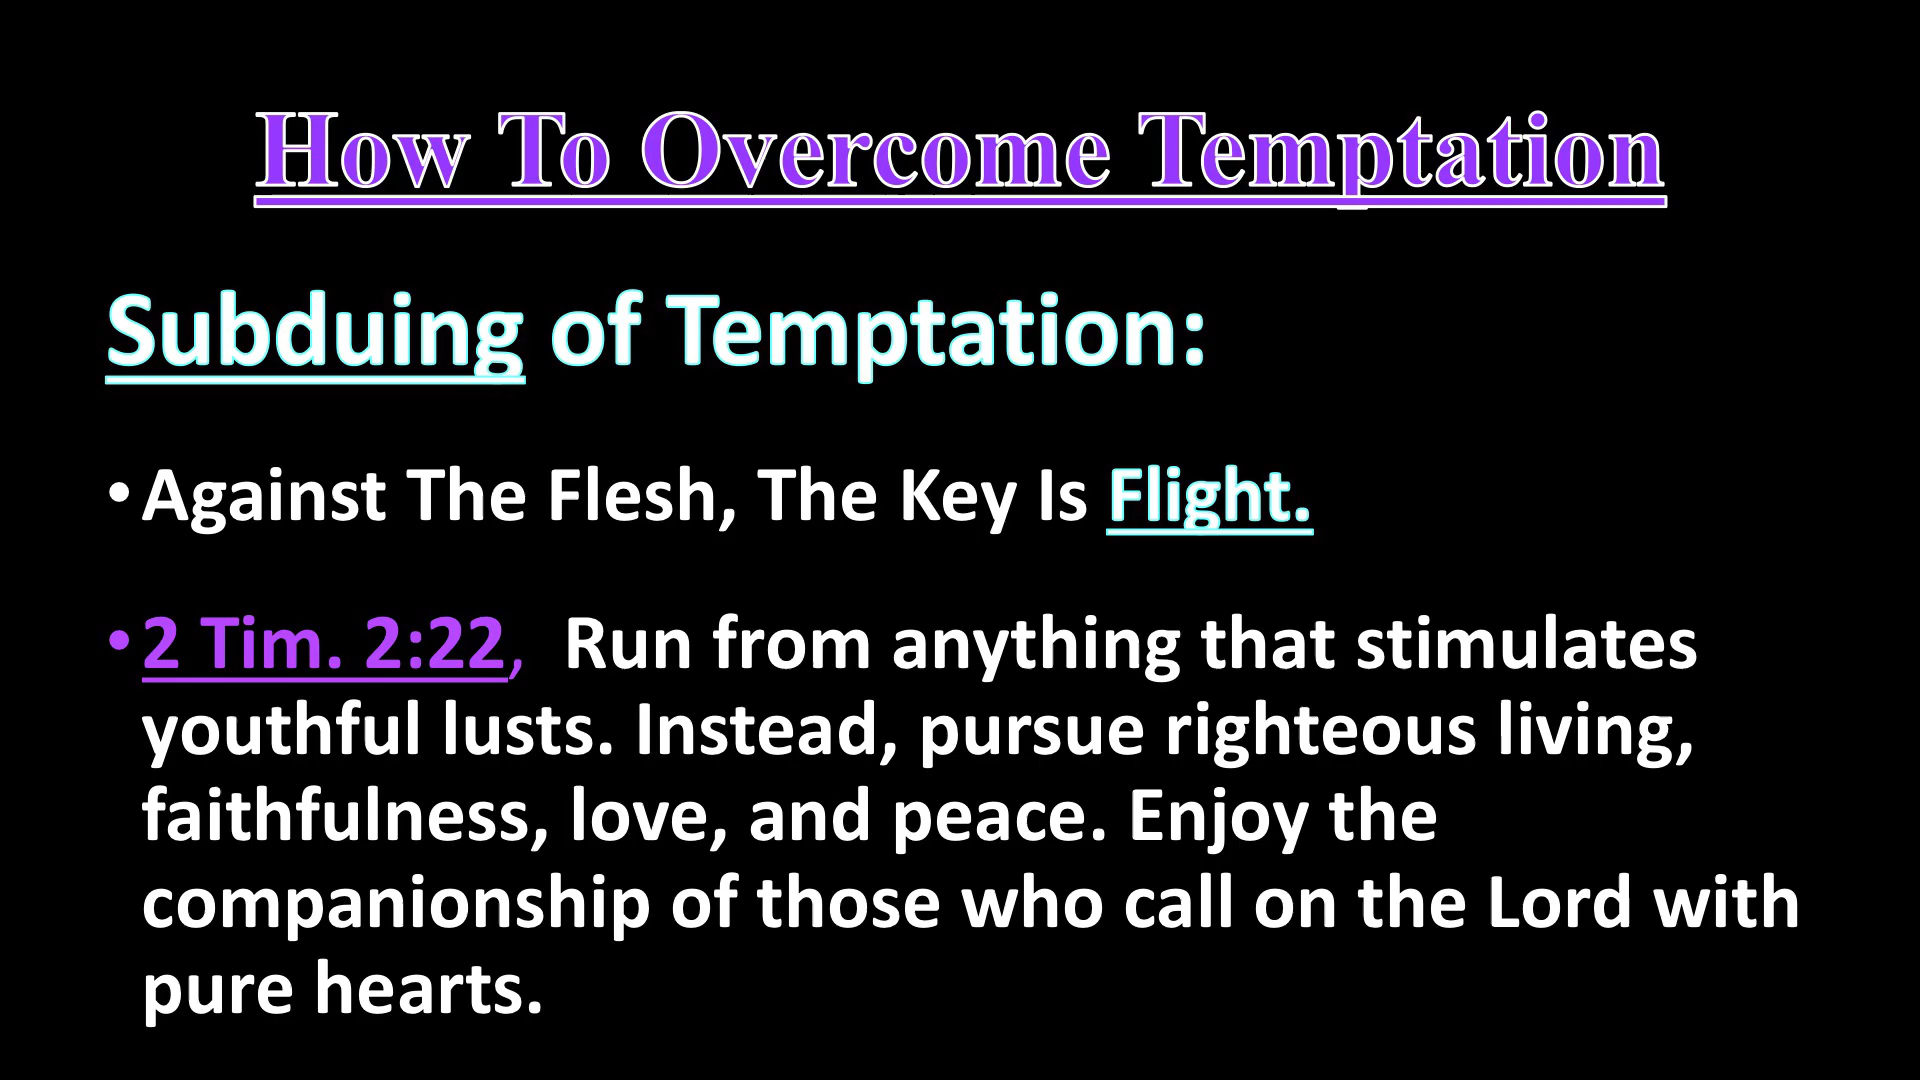 How To Overcome Temptation
Subduing of Temptation:
•Against The Flesh, The Key Is Flight.
•2 Tim. 2:22,  Run from anything that stimulates
youthful lusts. Instead, pursue righteous living,
faithfulness, love, and peace. Enjoy the
companionship of those who call on the Lord with
pure hearts.